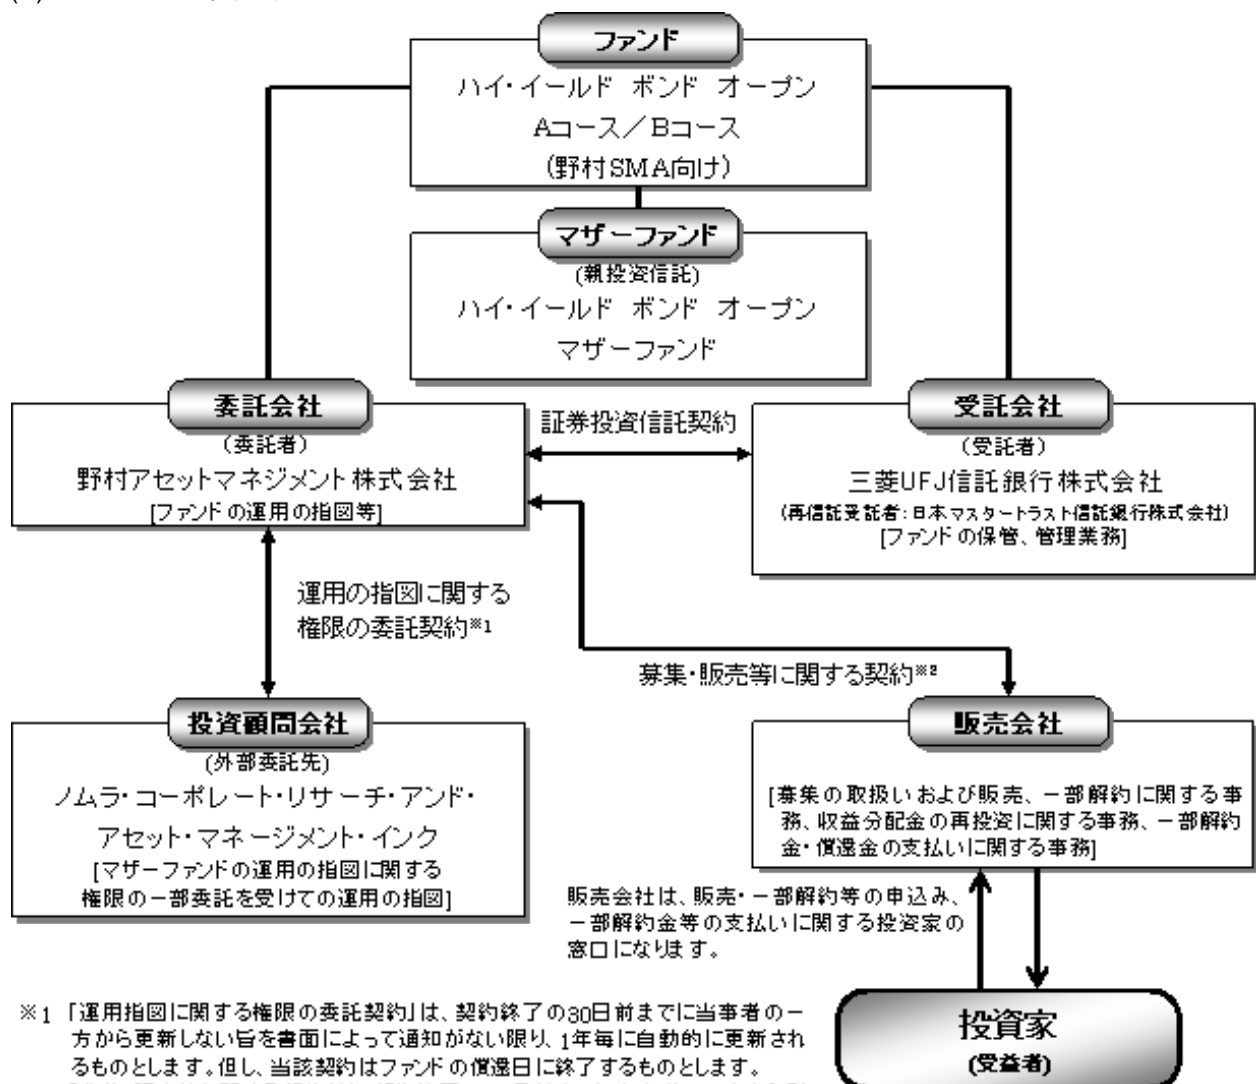 ファンド
ハイ・イールド ボンド オープン
Aコース／Bコース
(野村SMA向け)
マザーファンド
(親投資信託)
ハイ・イールド ボンド オープン
マザーファンド
委託会社
(委託者)
野村アセットマネジメント株式会社
[ファンドの運用の指図等]
証券投資信託契約
受託会社
(受託者)
三菱UFJ信託銀行株式会社
(再信託受託者:日本マスタートラスト信託銀行株式会社)
[ファンドの保管、管理業務]
運用の指図に関する
権限の委託契約※1
募集・販売等に関する契約※2
投資顧問会社
(外部委託先)
ノムラ・コーポレート・リサーチ・アンド・
アセット・マネージメント・インク
[マザーファンドの運用の指図に関する
権限の一部委託を受けての運用の指図]
販売会社
[募集の取扱いおよび販売、一部解約に関する事
務、収益分配金の再投資に関する事務、一部解約
金・償還金の支払いに関する事務]
販売会社は、販売・一部解約等の申込み、
一部解約金等の支払いに関する投資家の
窓口になります。
投資家
(受益者)
※1 「運用指図に関する権限の委託契約」は、契約終了の30日前までに当事者の一
方から更新しない旨を書面によって通知がない限り、1年毎に自動的に更新され
るものとします。但し、当該契約はファンドの償還日に終了するものとします。